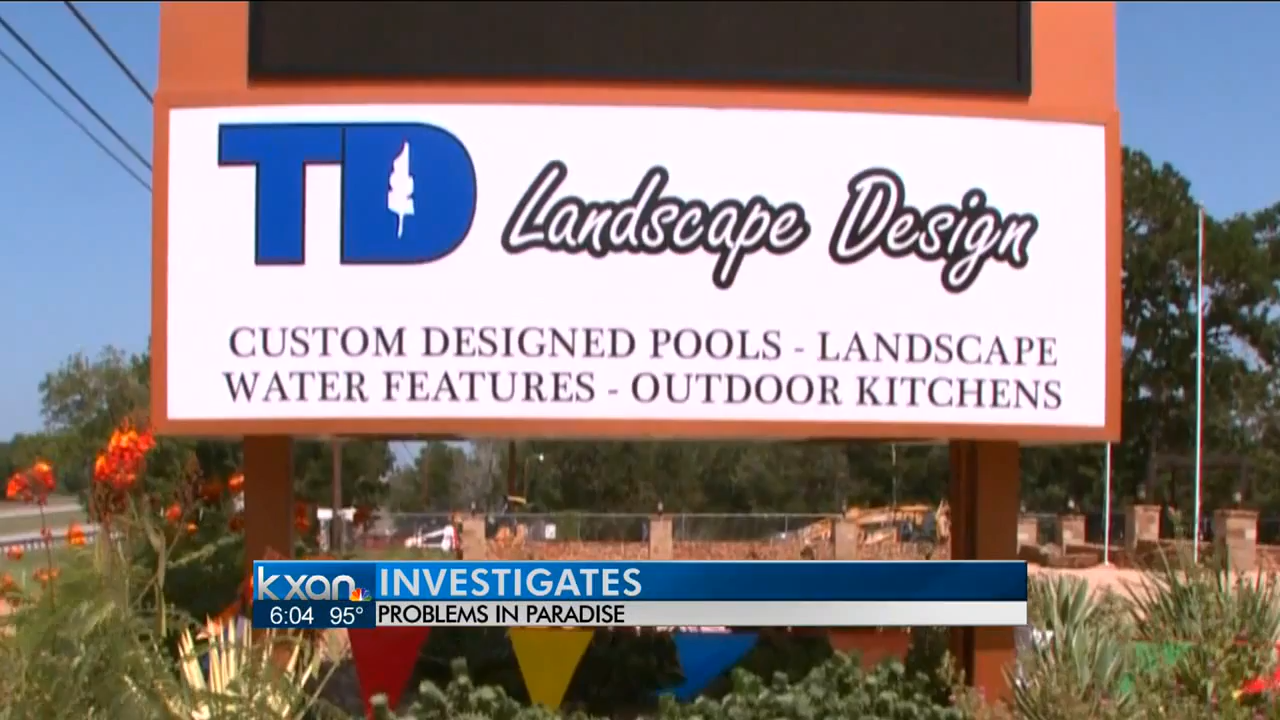 TD Landscape Design
CUSTOM DESIGNED POOLS - LANDSCAPE
WATER FEATURES - OUTDOOR KITCHENS
kxan INVESTIGATES
6:04 95° PROBLEMS IN PARADISE